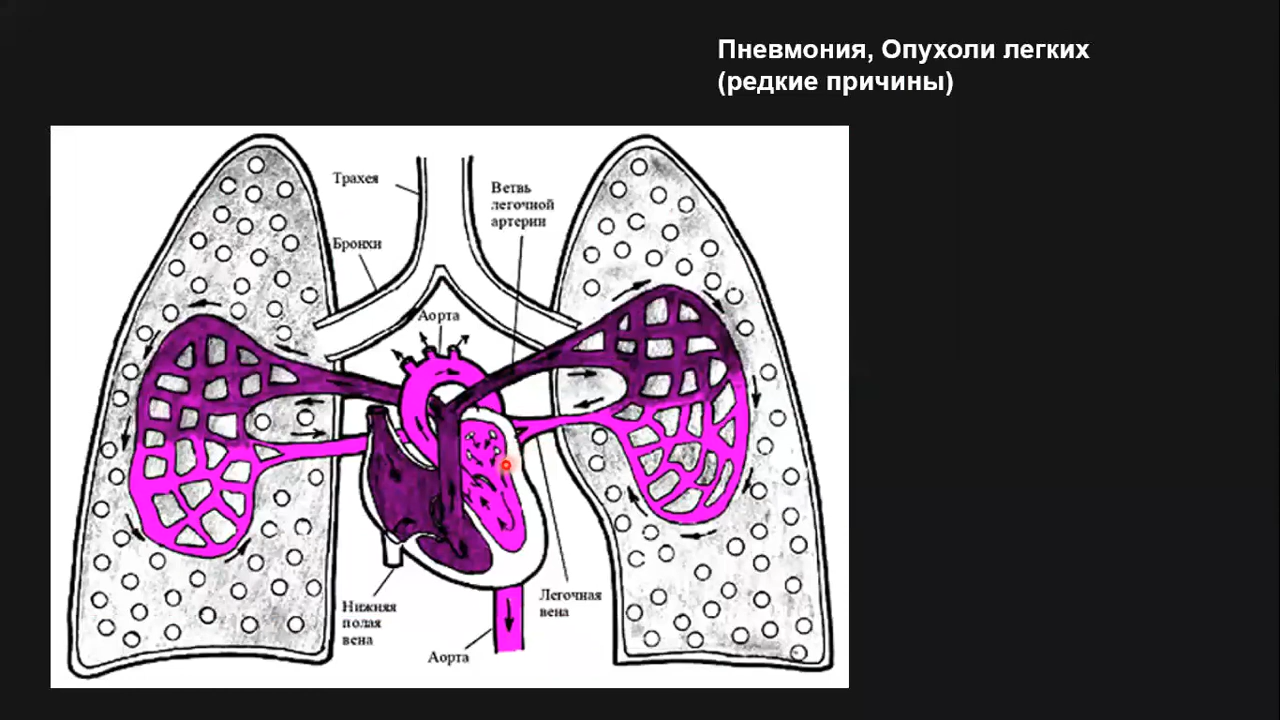 Пневмония, Опухоли легких
(редкие причины)
Трахея
Ветвь
легочной
артерии
Бронхи
Аорта
Нижняя
полая
вена
Легочная
вена
Аорта